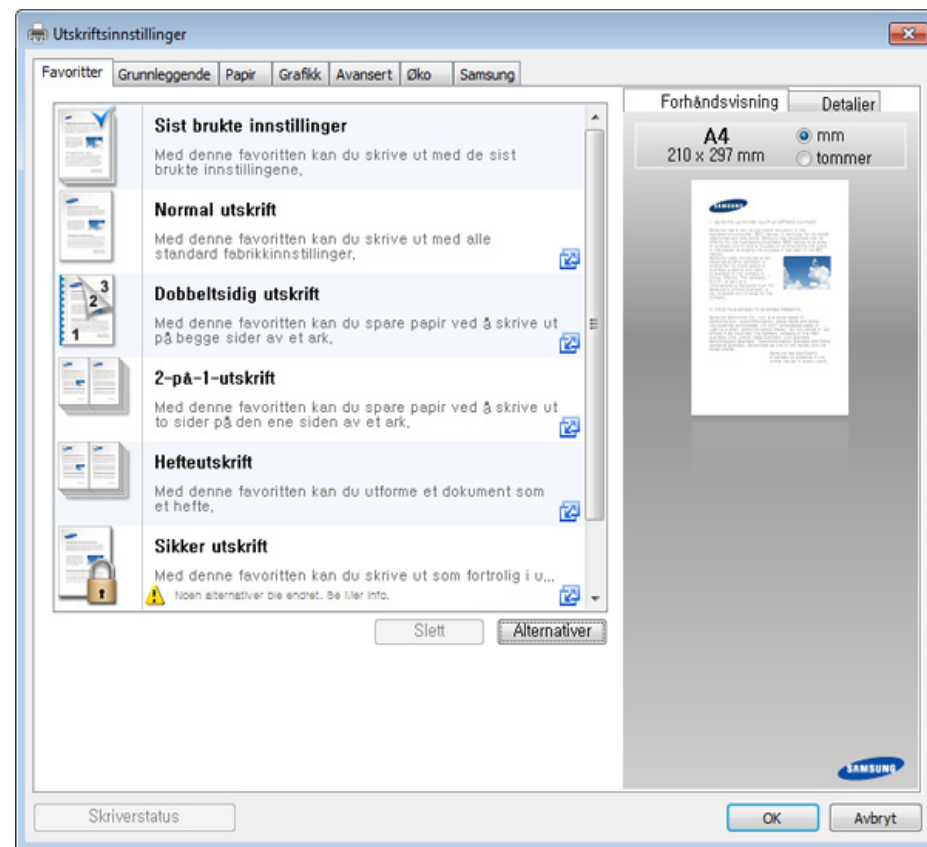 Utskriftsinnstillinger
Favoritter Grunnleggende Papir Grafikk Avansert Øko Samsung
Sist brukte innstillinger
Med denne favoritten kan du skrive ut med de sist
brukte innstillingene.
Normal utskrift
Med denne favoritten kan du skrive ut med alle
standard fabrikkinnstillinger.
Dobbeltsidig utskrift
Med denne favoritten kan du spare papir ved å skrive ut
på begge sider av et ark.
2-på-1-utskrift
Med denne favoritten kan du spare papir ved å skrive ut
to sider på den ene siden av et ark.
Hefteutskrift
Med denne favoritten kan du utforme et dokument som
et hefte.
Sikker utskrift
Med denne favoritten kan du skrive ut som fortrolig i u...
Noen alternativer ble endret. Se Mer info.
Slett Alternativer
Forhåndsvisning Detaljer
A4
210 x 297 mm
mm
tommer
SAMSUNG
SAMSUNG
Skriverstatus OK Avbryt